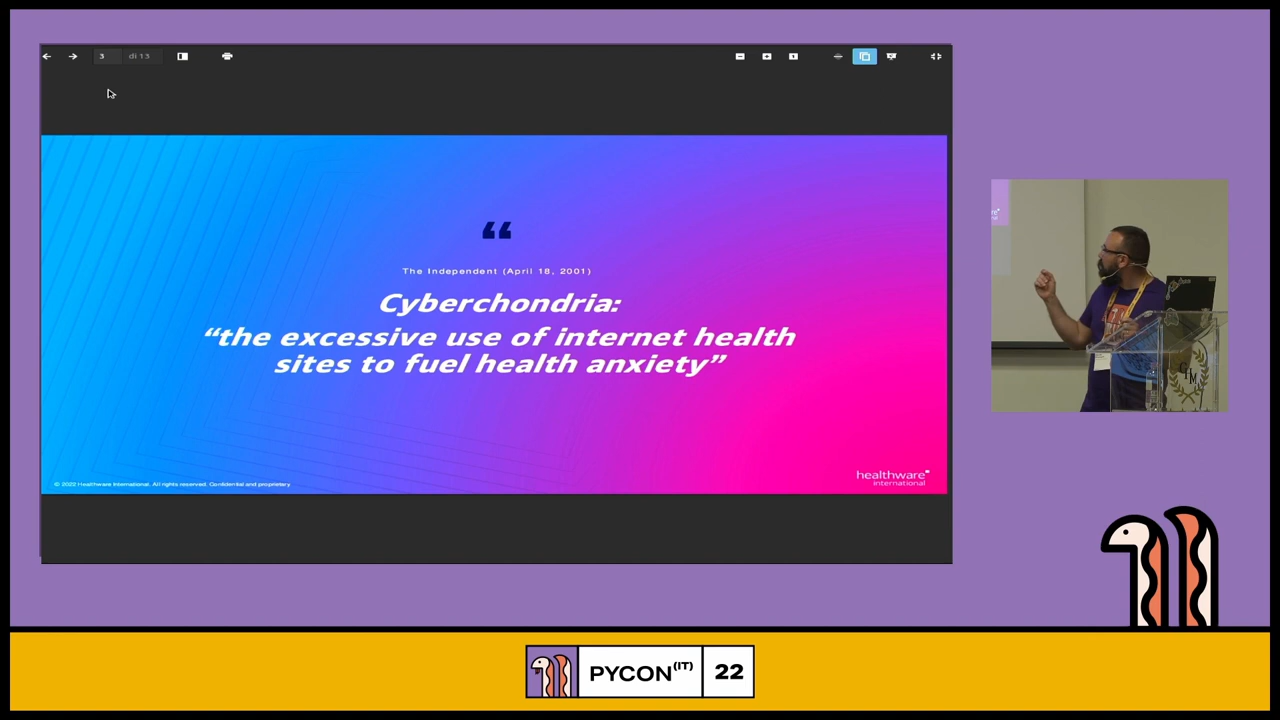 3 di 13
“
The Independent (April 18, 2001)
Cyberchondria:
“the excessive use of internet health
sites to fuel health anxiety”
© 2022 Healthware International. All rights reserved. Confidential and proprietary
healthware
international
PYCON(IT) 22